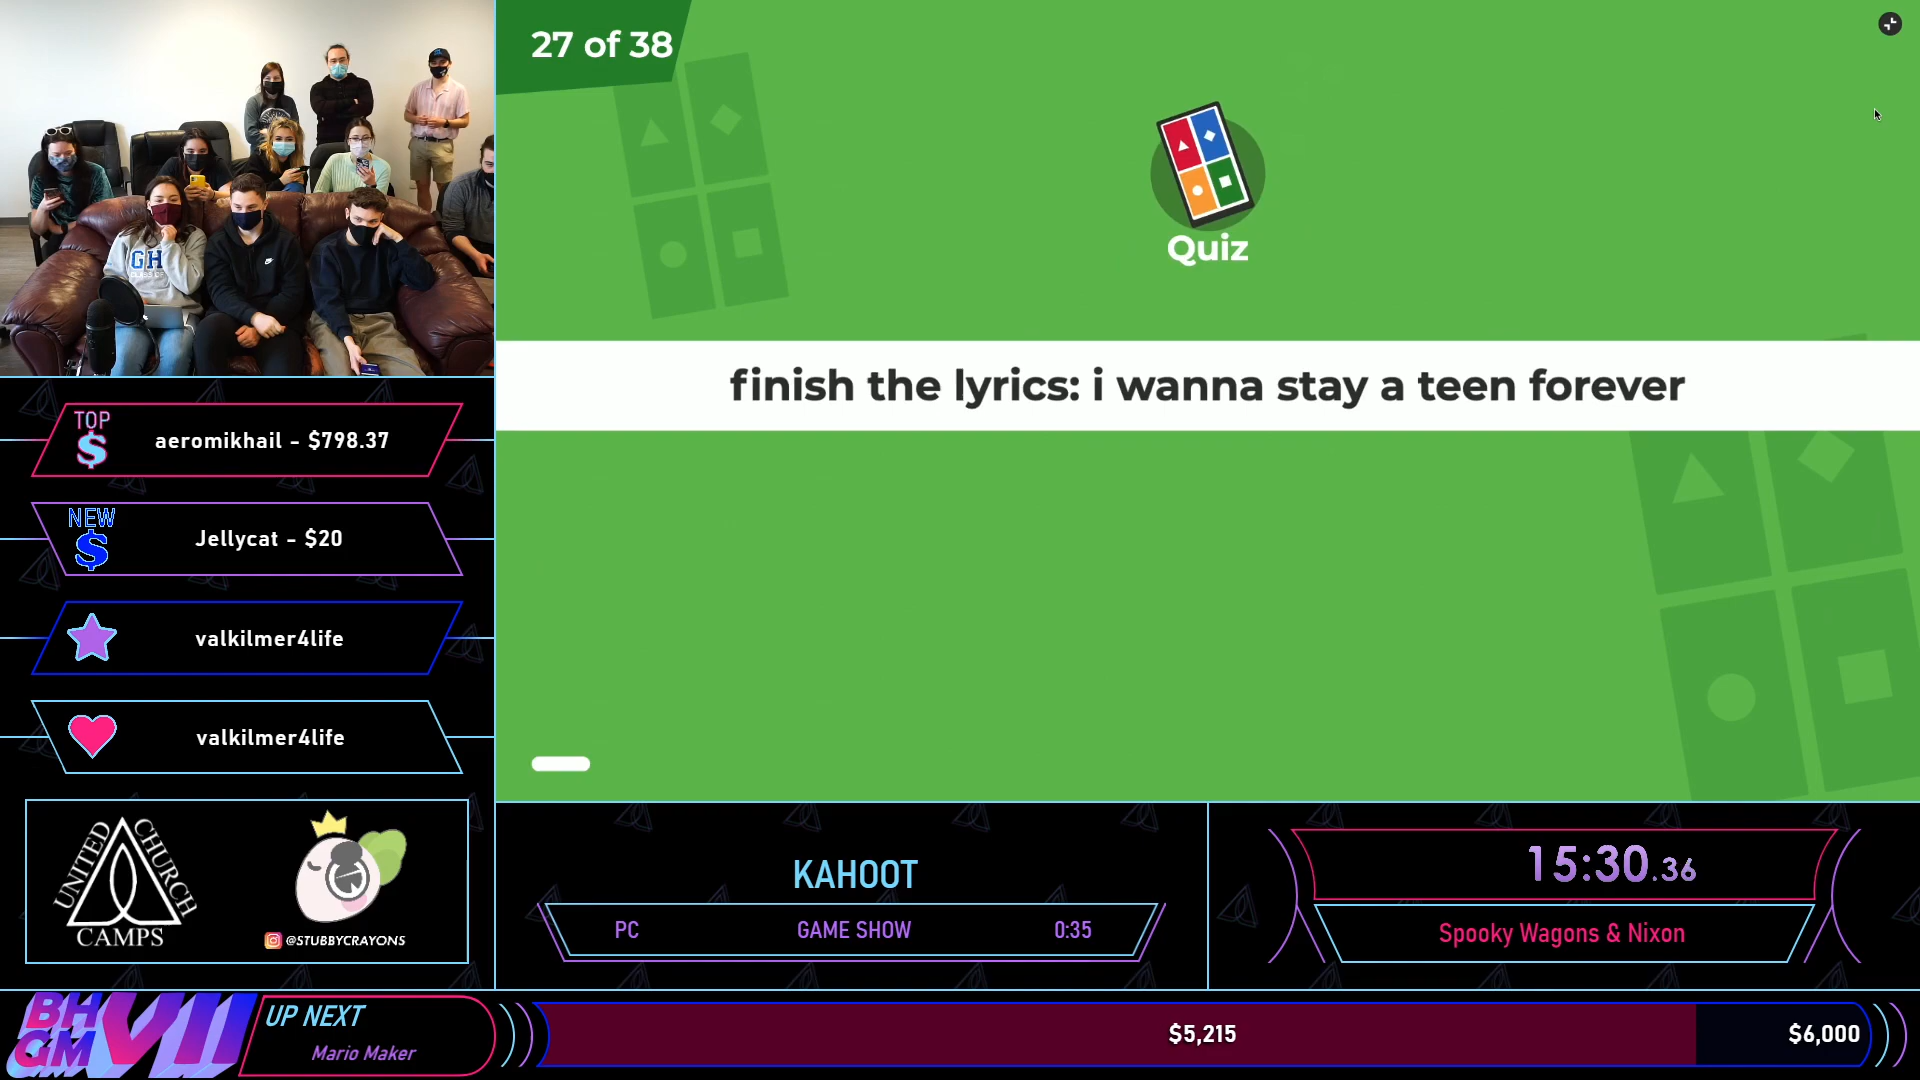 27 of 38
Quiz
finish the lyrics: i wanna stay a teen forever
GH
TOP
$
aeromikhail - $798.37
NEW
$
Jellycat - $20
valkilmer4life
valkilmer4life
UNITED CHURCH
CAMPS
@STUBBYCRAYONS
KAHOOT
PC
GAME SHOW
0:35
15:30.36
Spooky Wagons & Nixon
BH
GM
VII
UP NEXT
Mario Maker
$5,215
$6,000